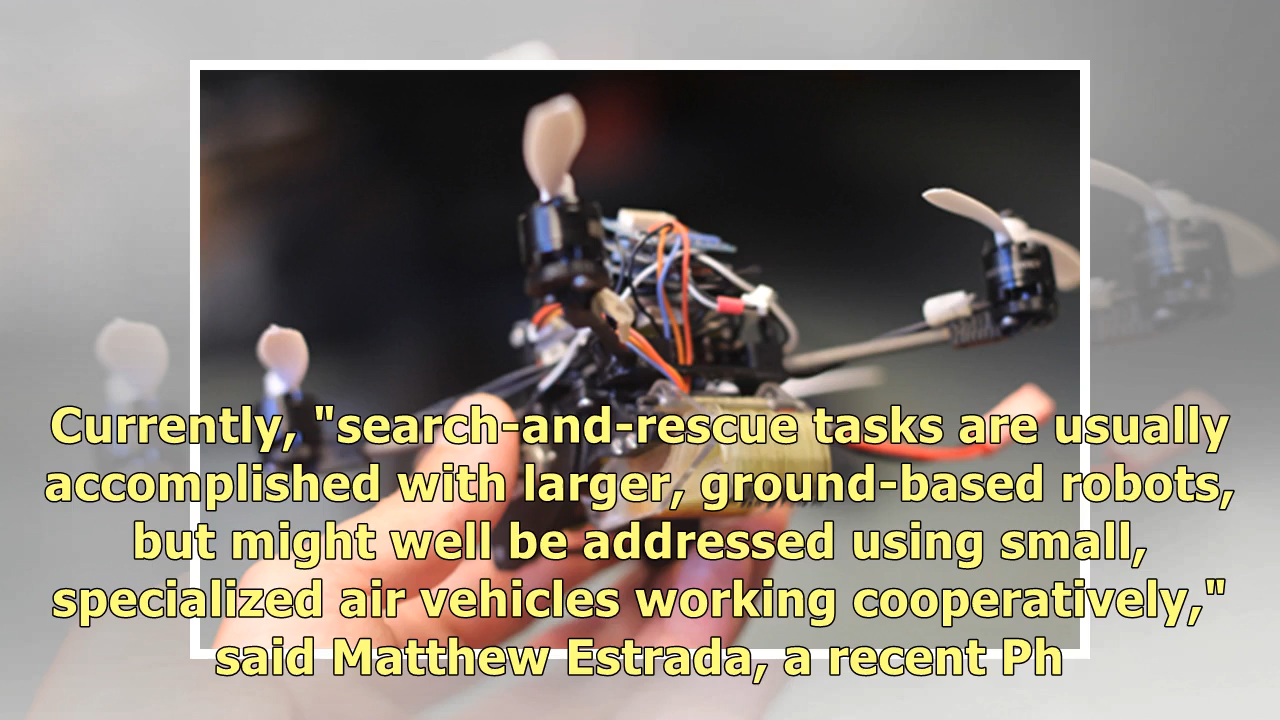 Currently, "search-and-rescue tasks are usually
accomplished with larger, ground-based robots,
but might well be addressed using small,
specialized air vehicles working cooperatively,"
said Matthew Estrada, a recent Ph